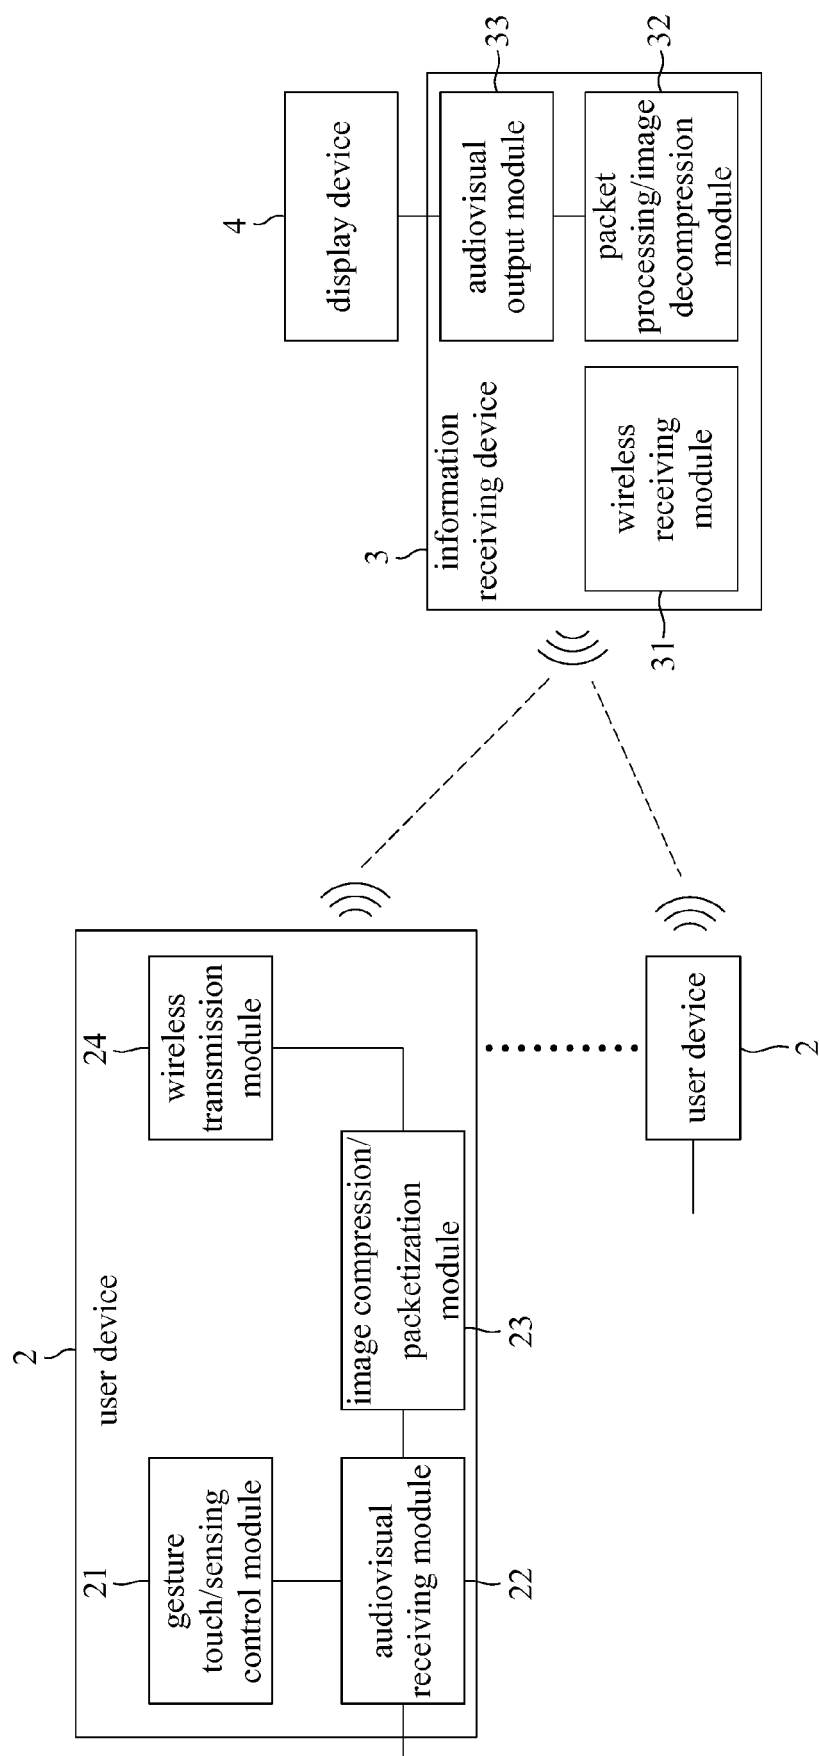 2
user device
21
gesture
touch/sensing
control module
24
wireless
transmission
module
audiovisual
receiving module
22
image compression/
packetization
module
23
user device
2
4
display device
3
information
receiving device
audiovisual
output module
33
wireless
receiving
module
31
packet
processing/image
decompression
module
32